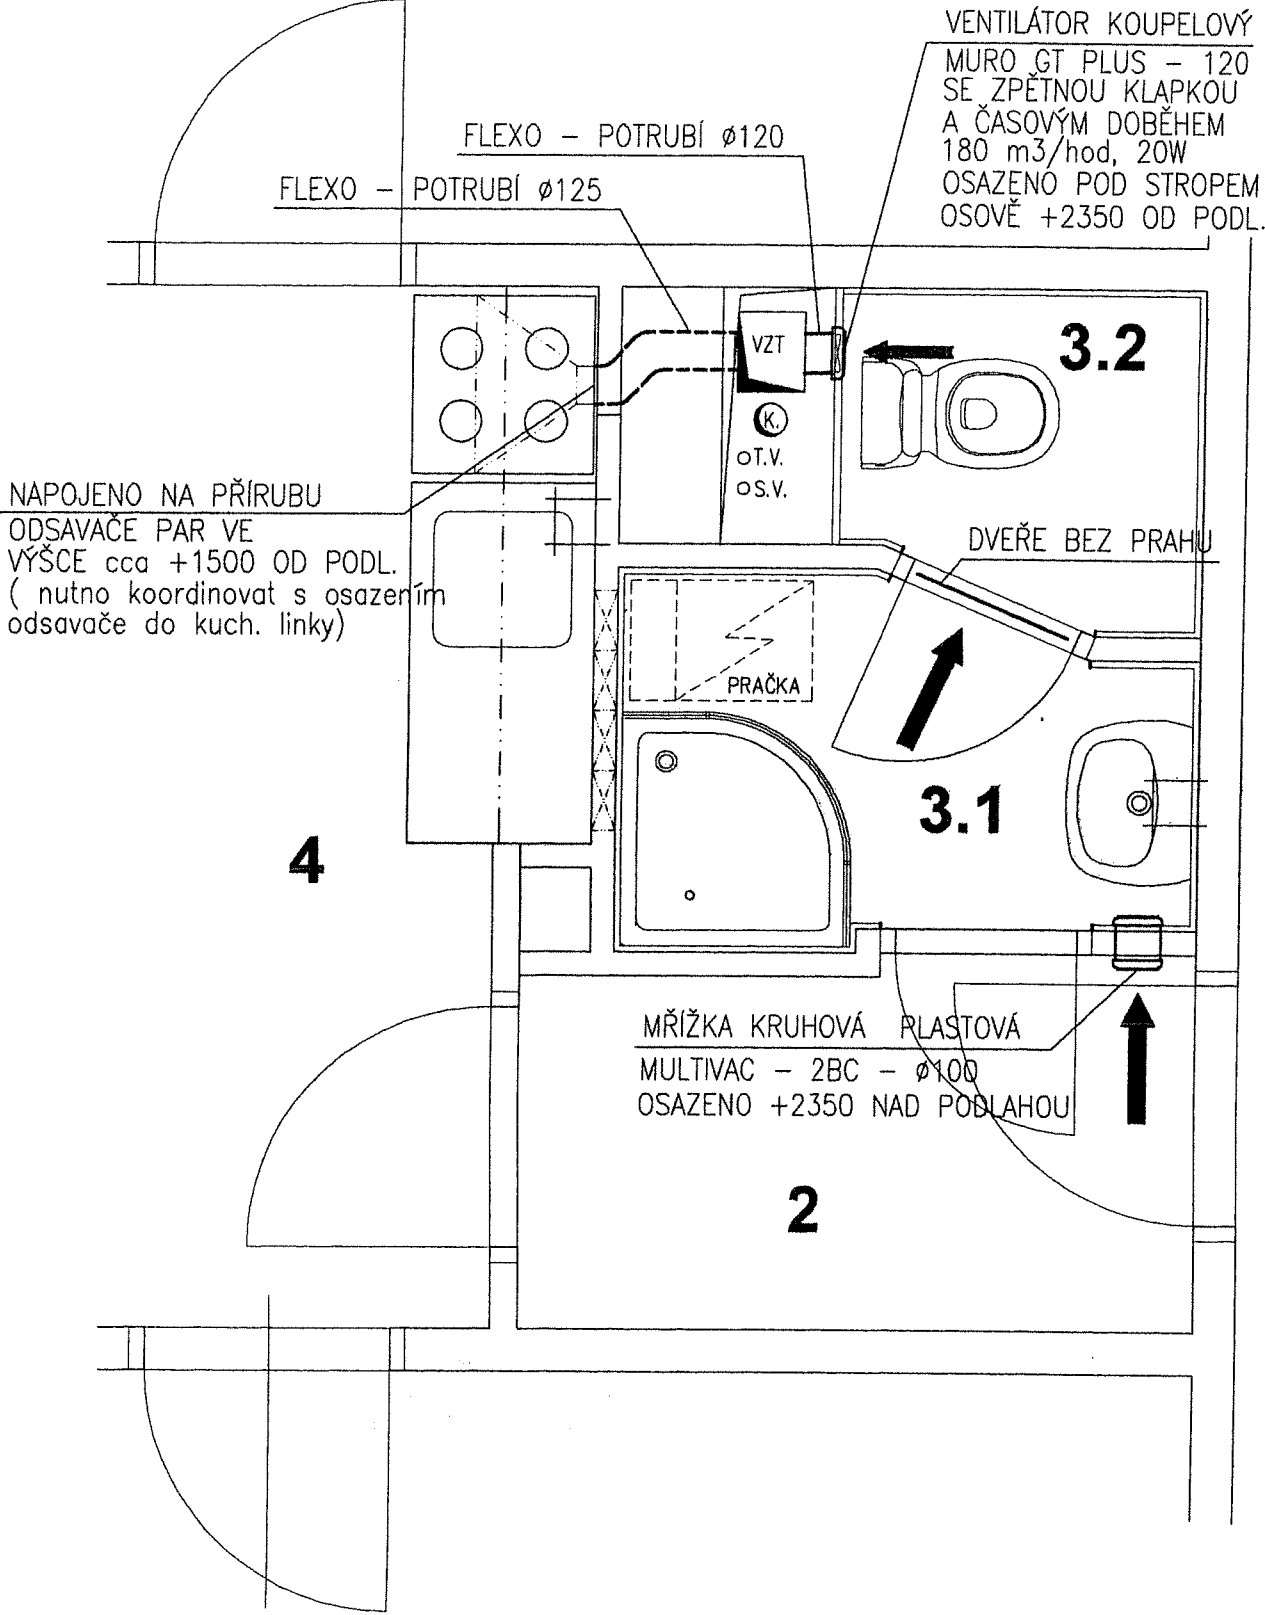 VENTILÁTOR KOUPELOVÝ
MURO GT PLUS – 120
SE ZPĚTNOU KLAPKOU
A ČASOVÝM DOBĚHEM
180 m3/hod, 20W
OSAZENO POD STROPEM
OSOVĚ +2350 OD PODL.
FLEXO – POTRUBÍ ø120
FLEXO – POTRUBÍ ø125
VZT
3.2
K.
T.V.
S.V.
NAPOJENO NA PŘÍRUBU
ODSAVAČE PAR VE
VÝŠCE cca +1500 OD PODL.
( nutno koordinovat s osazením
odsavače do kuch. linky)
DVEŘE BEZ PRAHU
PRAČKA
3.1
4
MŘÍŽKA KRUHOVÁ PLASTOVÁ
MULTIVAC – 2BC – ø100
OSAZENO +2350 NAD PODLAHOU
2